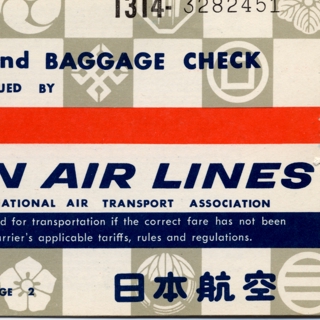 1314- 3282451
nd BAGGAGE CHECK
UED BY
N AIR LINES
ATIONAL AIR TRANSPORT ASSOCIATION
d for transportation if the correct fare has not been
arrier's applicable tariffs, rules and regulations.
GE 2
日本航空